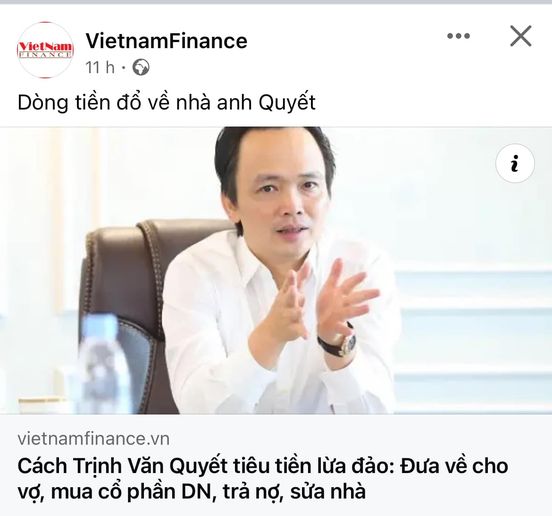 VietNam
FINANCE
VietnamFinance
11 h ·
Dòng tiền đổ về nhà anh Quyết
i
vietnamfinance.vn
Cách Trịnh Văn Quyết tiêu tiền lừa đảo: Đưa về cho
vợ, mua cổ phần DN, trả nợ, sửa nhà